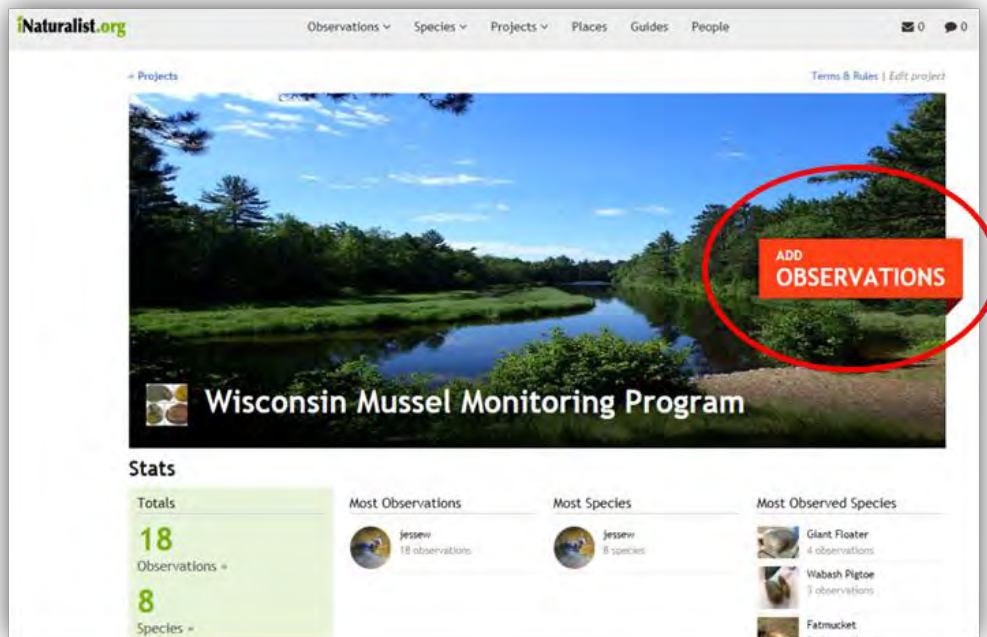 iNaturalist.org
Observations Species Projects Places Guides People 0 0
« Projects Terms & Rules | Edit project
ADD
OBSERVATIONS
Wisconsin Mussel Monitoring Program
Stats
Totals
18
Observations »
8
Species »
Most Observations
jessew
18 observations
Most Species
jessew
8 species
Most Observed Species
Giant Floater
4 observations
Wabash Pigtoe
3 observations
Fatmucket